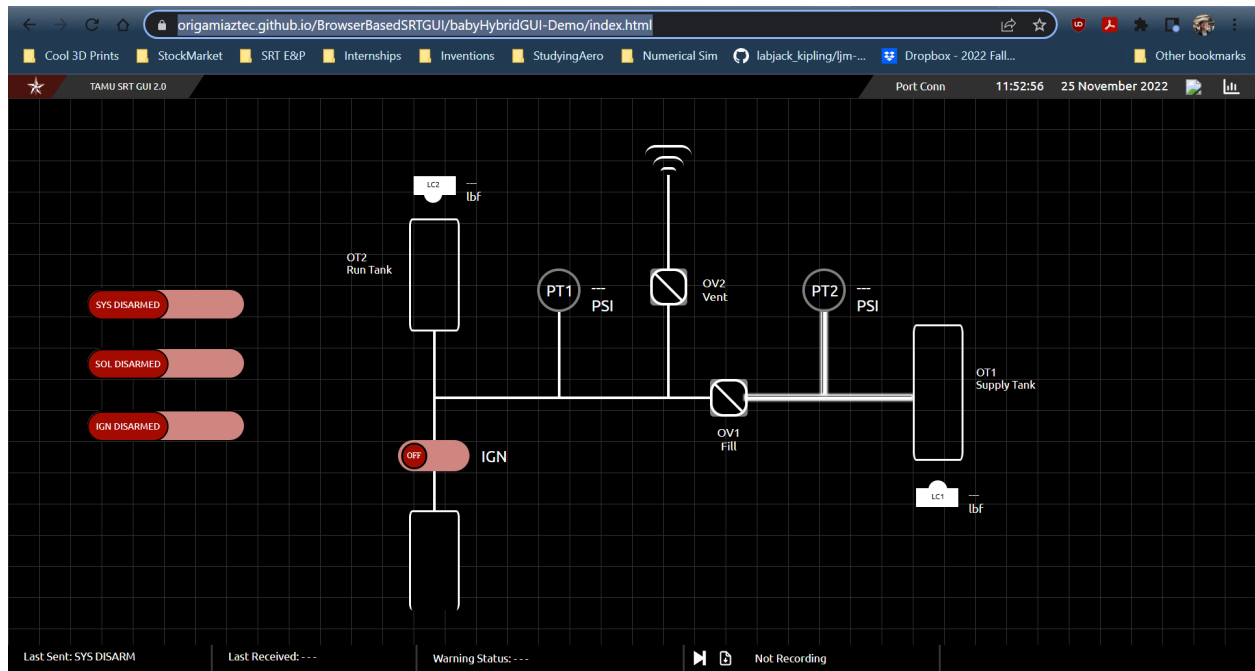 origamiaztec.github.io/BrowserBasedSRTGUI/babyHybridGUI-Demo/index.html
Cool 3D Prints StockMarket SRT E&P Internships Inventions StudyingAero Numerical Sim labjack_kipling/ljm-... Dropbox - 2022 Fall... Other bookmarks
TAMU SRT GUI 2.0 Port Conn 11:52:56 25 November 2022
LC2 ---
lbf
OT2
Run Tank
SYS DISARMED
SOL DISARMED
IGN DISARMED
PT1 ---
PSI
OV2
Vent
PT2 ---
PSI
OT1
Supply Tank
OV1
Fill
OFF IGN
LC1 ---
lbf
Last Sent: SYS DISARM Last Received: --- Warning Status: --- Not Recording